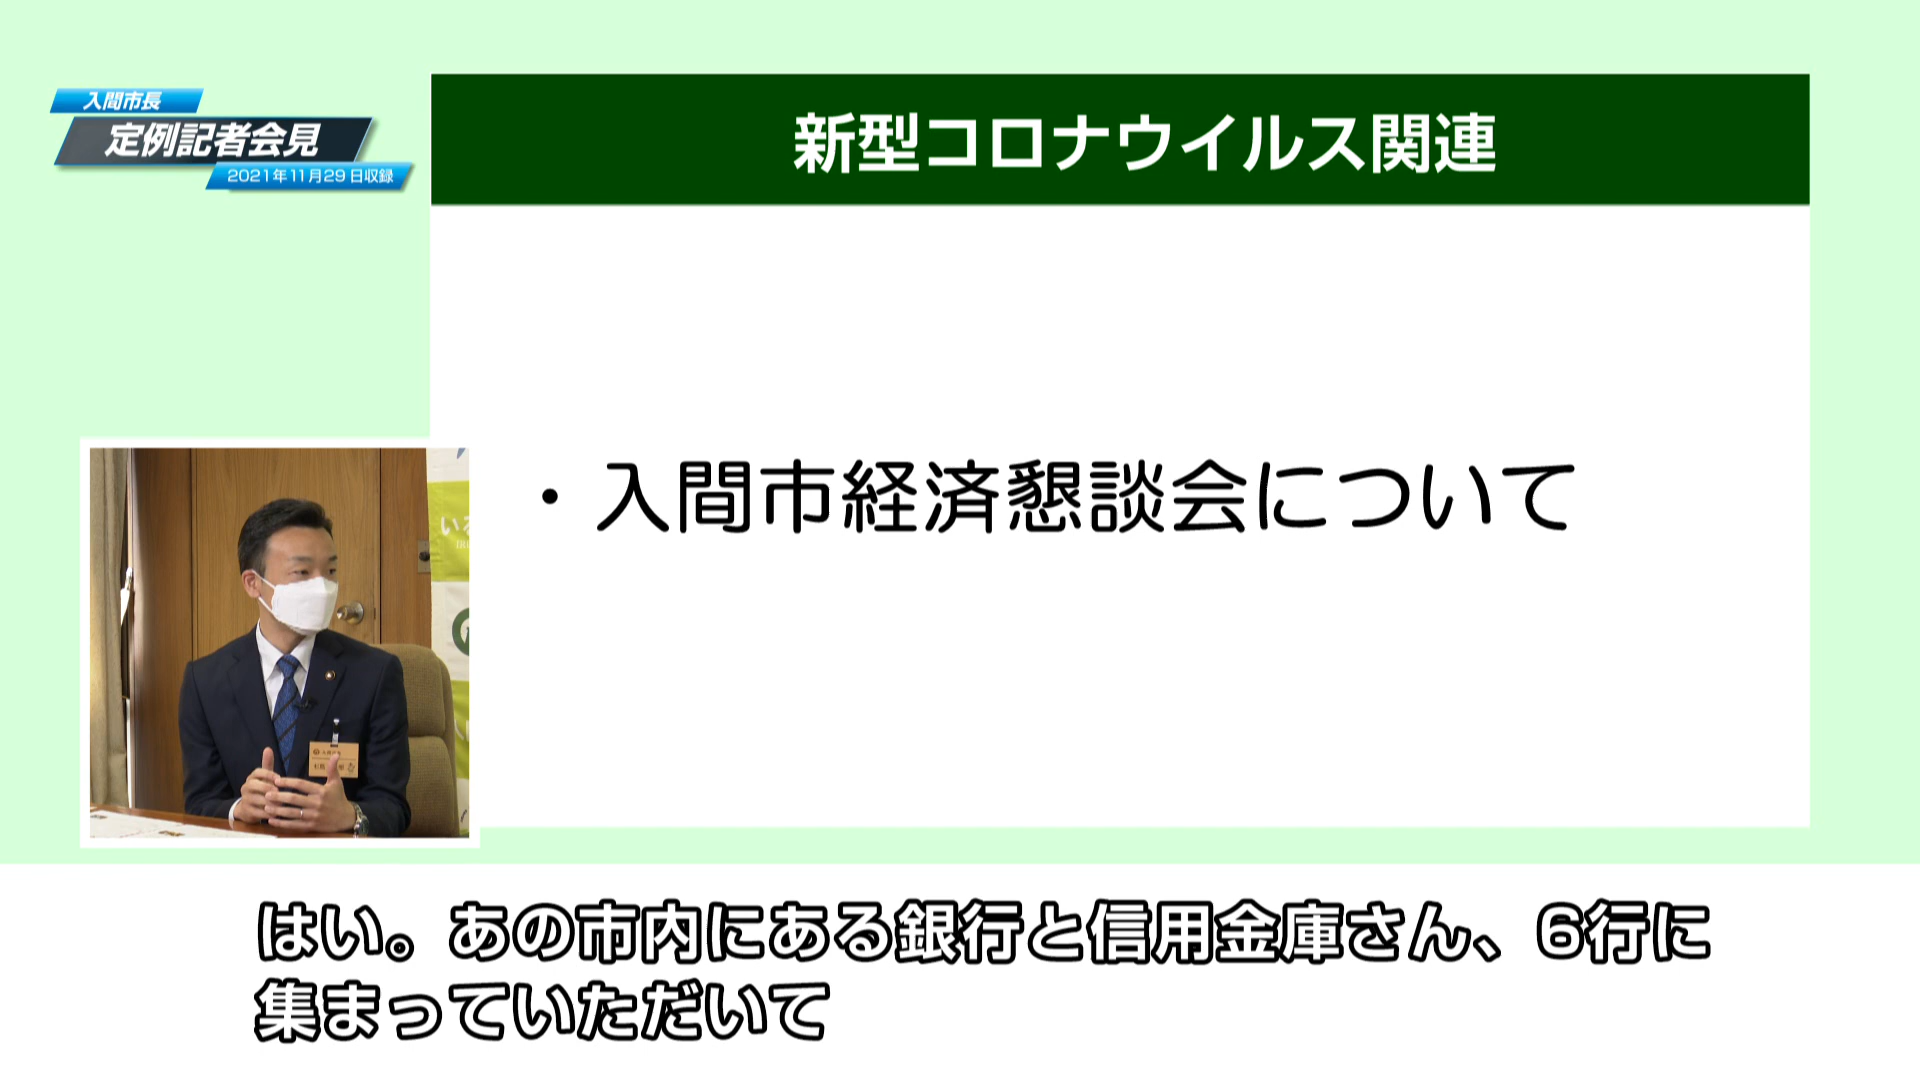 入間市長
定例記者会見
2021年11月29日収録
新型コロナウイルス関連
・入間市経済懇談会について
はい。あの市内にある銀行と信用金庫さん、6行に
集まっていただいて